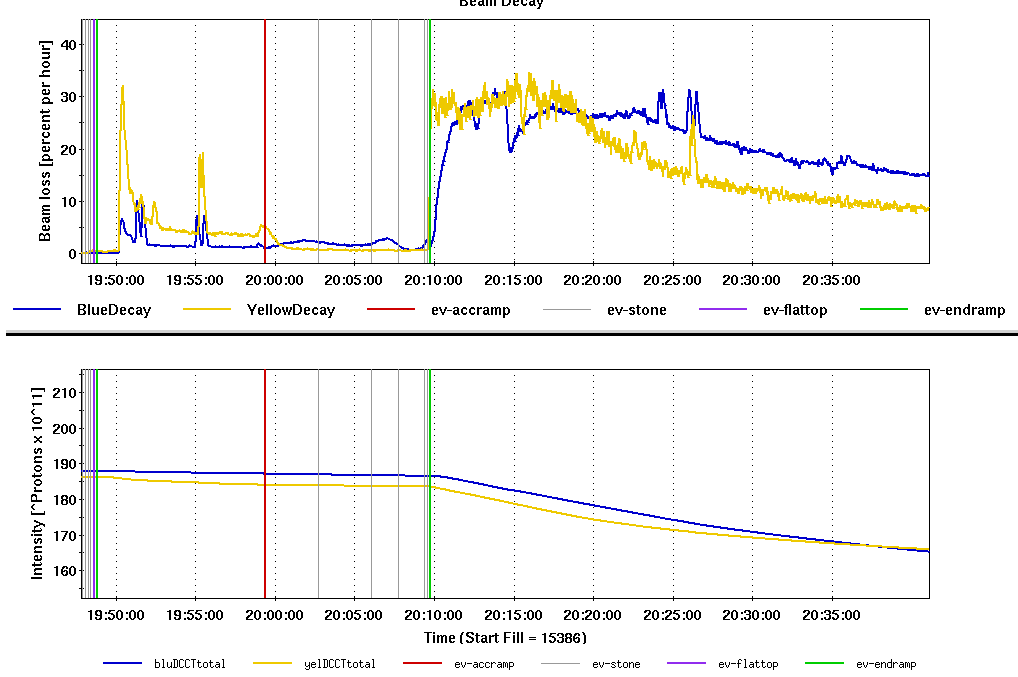 Beam Decay
Beam loss [percent per hour]
40
30
20
10
0
19:50:00 19:55:00 20:00:00 20:05:00 20:10:00 20:15:00 20:20:00 20:25:00 20:30:00 20:35:00
BlueDecay YellowDecay ev-accramp ev-stone ev-flattop ev-endramp
Intensity [^Protons x 10^11]
210
200
190
180
170
160
19:50:00 19:55:00 20:00:00 20:05:00 20:10:00 20:15:00 20:20:00 20:25:00 20:30:00 20:35:00
Time (Start Fill = 15386)
bluDCCTtotal yelDCCTtotal ev-accramp ev-stone ev-flattop ev-endramp